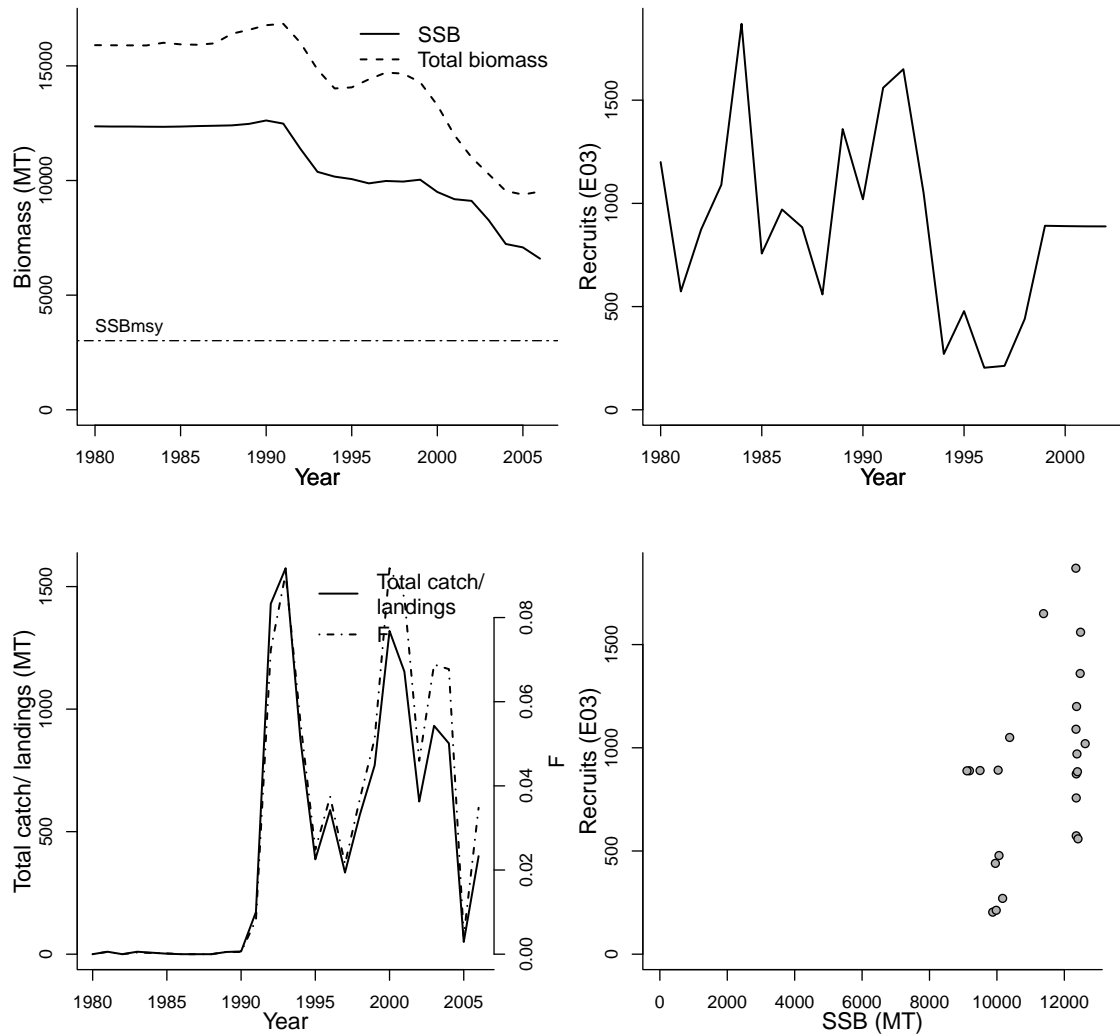 SSB
Total biomass
Biomass (MT)
0 5000 10000 15000
SSBmsy
1980 1985 1990 1995 2000 2005
Year
Recruits (E03)
0 500 1000 1500
1980 1985 1990 1995 2000
Year
Total catch/
landings
F
Total catch/ landings (MT)
0 500 1000 1500
0.00 0.02 0.04 0.06 0.08
F
1980 1985 1990 1995 2000 2005
Year
Recruits (E03)
0 500 1000 1500
0 2000 4000 6000 8000 10000 12000
SSB (MT)